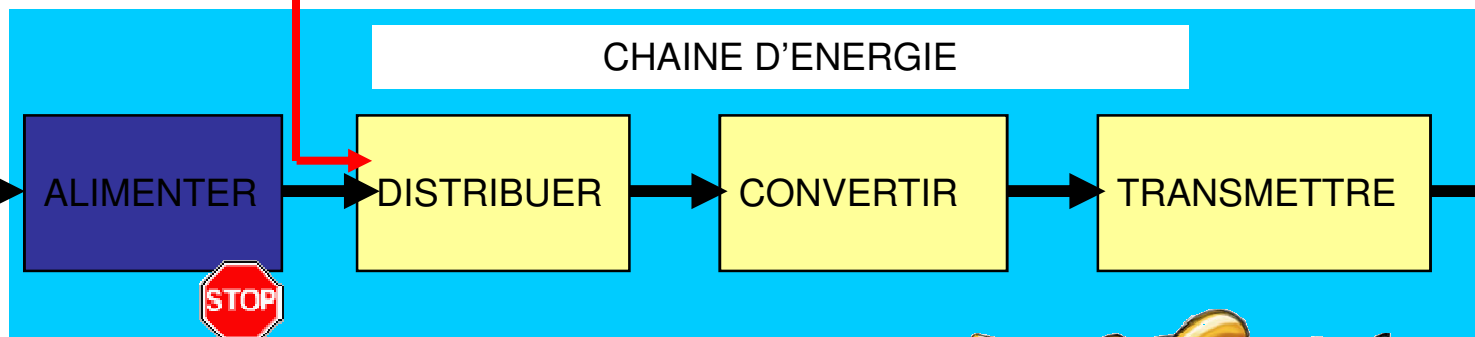 CHAINE D'ENERGIE
ALIMENTER
DISTRIBUER
CONVERTIR
TRANSMETTRE
STOP